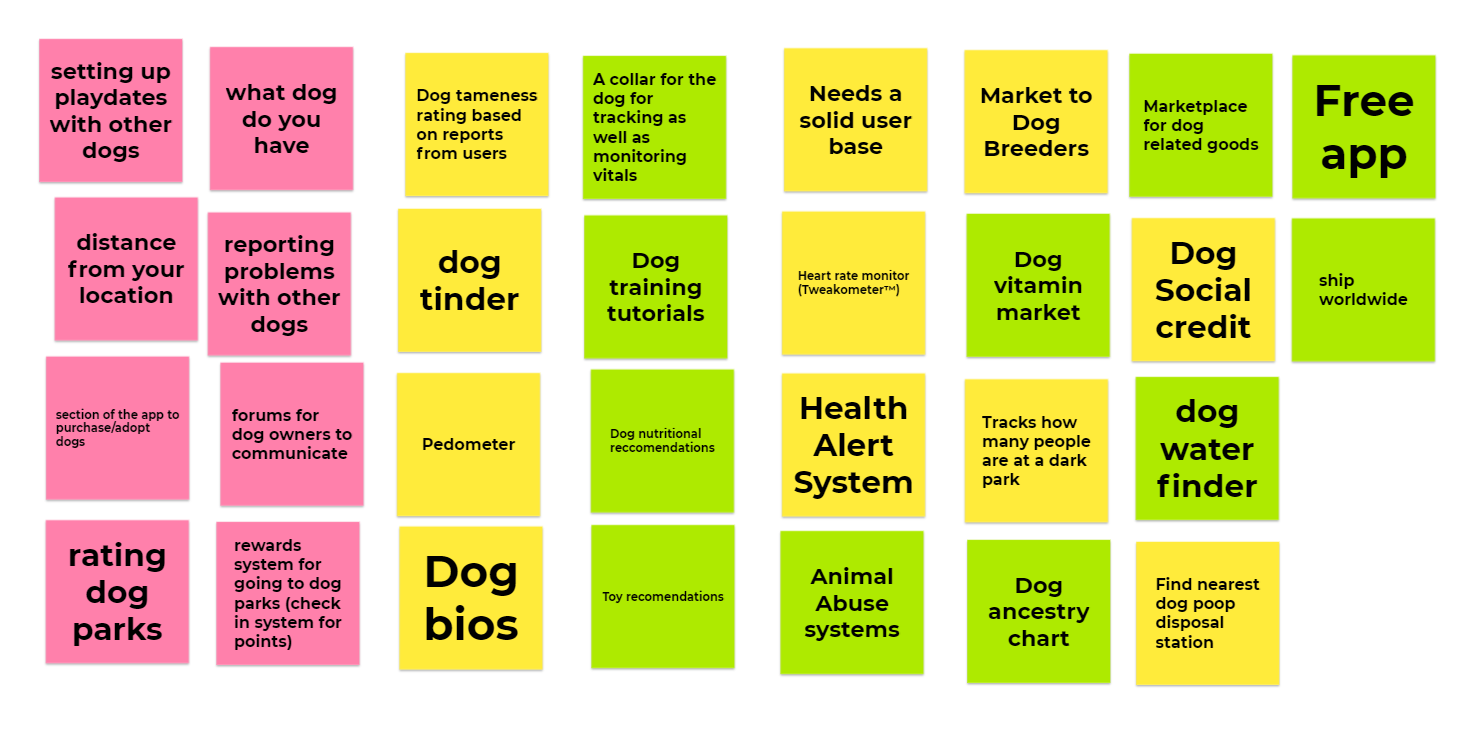 setting up
playdates
with other
dogs
what dog
do you
have
Dog tameness
rating based
on reports
from users
A collar for the
dog for
tracking as
well as
monitoring
vitals
Needs a
solid user
base
Market to
Dog
Breeders
Marketplace
for dog
related goods
Free
app
distance
from your
location
reporting
problems
with other
dogs
dog
tinder
Dog
training
tutorials
Heart rate monitor
(Tweakometer™)
Dog
vitamin
market
Dog
Social
credit
ship
worldwide
section of the app to
purchase/adopt
dogs
forums for
dog owners to
communicate
Pedometer
Dog nutritional
reccomendations
Health
Alert
System
Tracks how
many people
are at a dark
park
dog
water
finder
rating
dog
parks
rewards
system for
going to dog
parks (check
in system for
points)
Dog
bios
Toy recomendations
Animal
Abuse
systems
Dog
ancestry
chart
Find nearest
dog poop
disposal
station